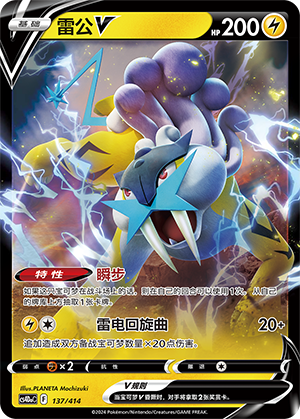 基础 雷公V HP 200
特性 瞬步
如果这只宝可梦在战斗场上的话，则在自己的回合可以使用1次。从自己
的牌库上方抽取1张卡牌。
雷电回旋曲 20+
追加造成双方备战宝可梦数量×20点伤害。
弱点 ×2 抗性 撤退
Illus.PLANETA Mochizuki
V规则
F 137/414
当宝可梦V昏厥时，对手将拿取2张奖赏卡。
©2024 Pokémon/Nintendo/Creatures/GAME FREAK.